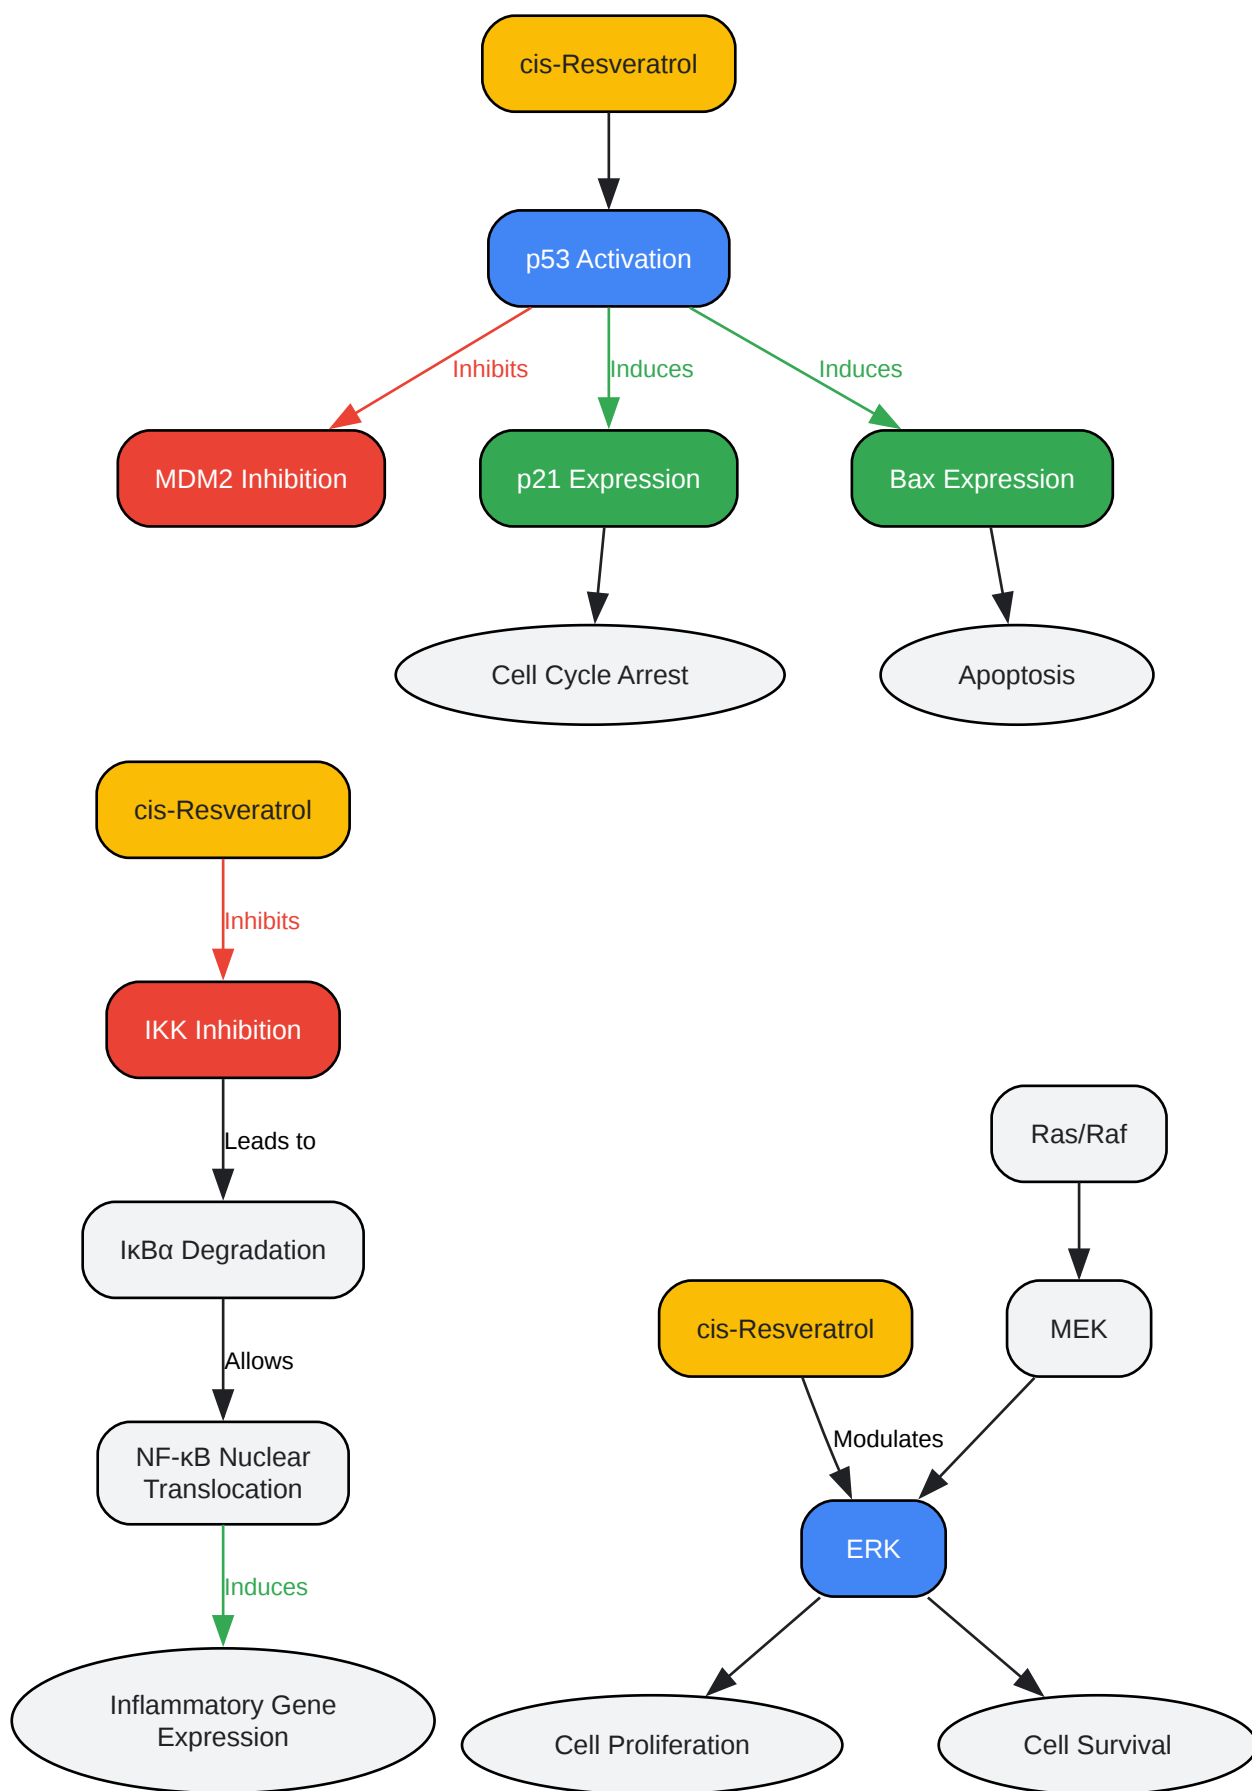 cis-Resveratrol
p53 Activation
Inhibits
Induces
Induces
MDM2 Inhibition
p21 Expression
Bax Expression
Cell Cycle Arrest
Apoptosis
cis-Resveratrol
Inhibits
IKK Inhibition
Leads to
IκBα Degradation
Allows
NF-κB Nuclear
Translocation
Induces
Inflammatory Gene
Expression
Ras/Raf
cis-Resveratrol
MEK
Modulates
ERK
Cell Proliferation
Cell Survival